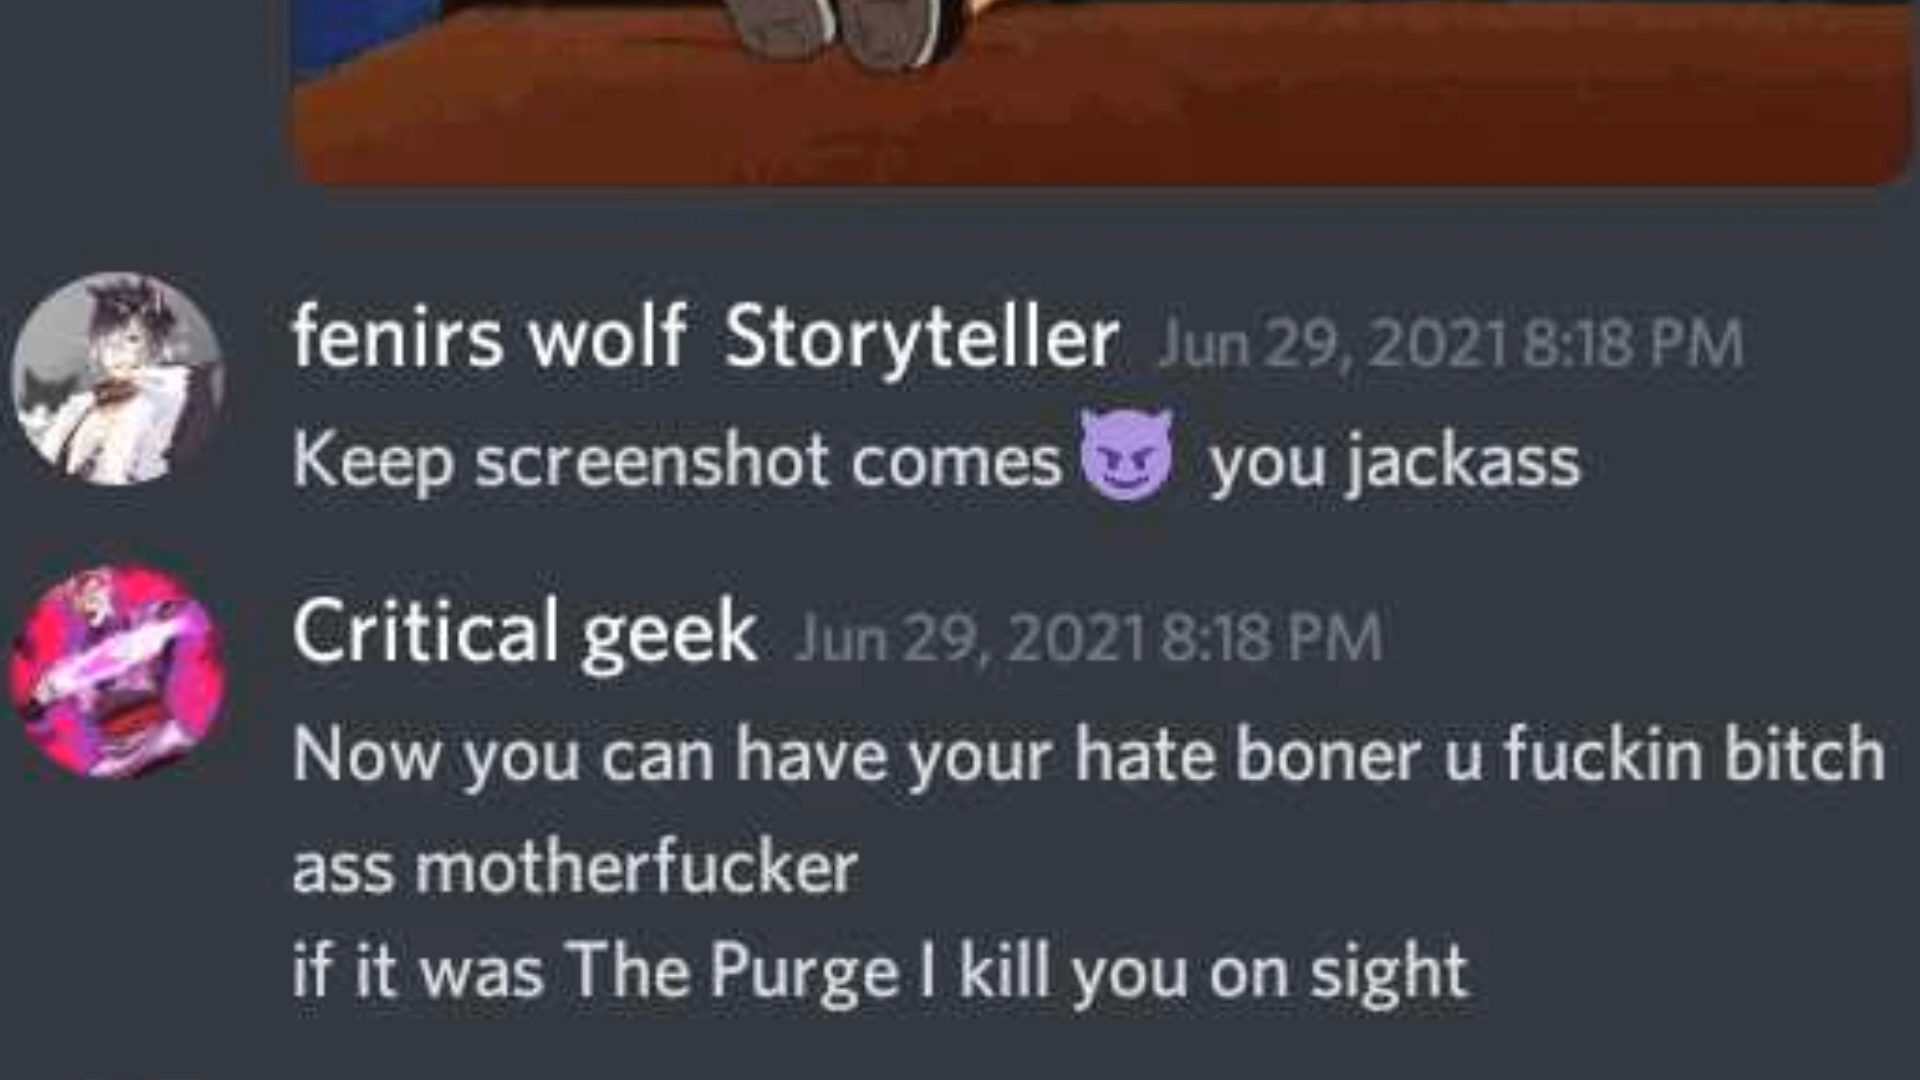 fenirs wolf Storyteller Jun 29, 2021 8:18 PM
Keep screenshot comes😈 you jackass
Critical geek Jun 29, 2021 8:18 PM
Now you can have your hate boner u fuckin bitch
ass motherfucker
if it was The Purge I kill you on sight